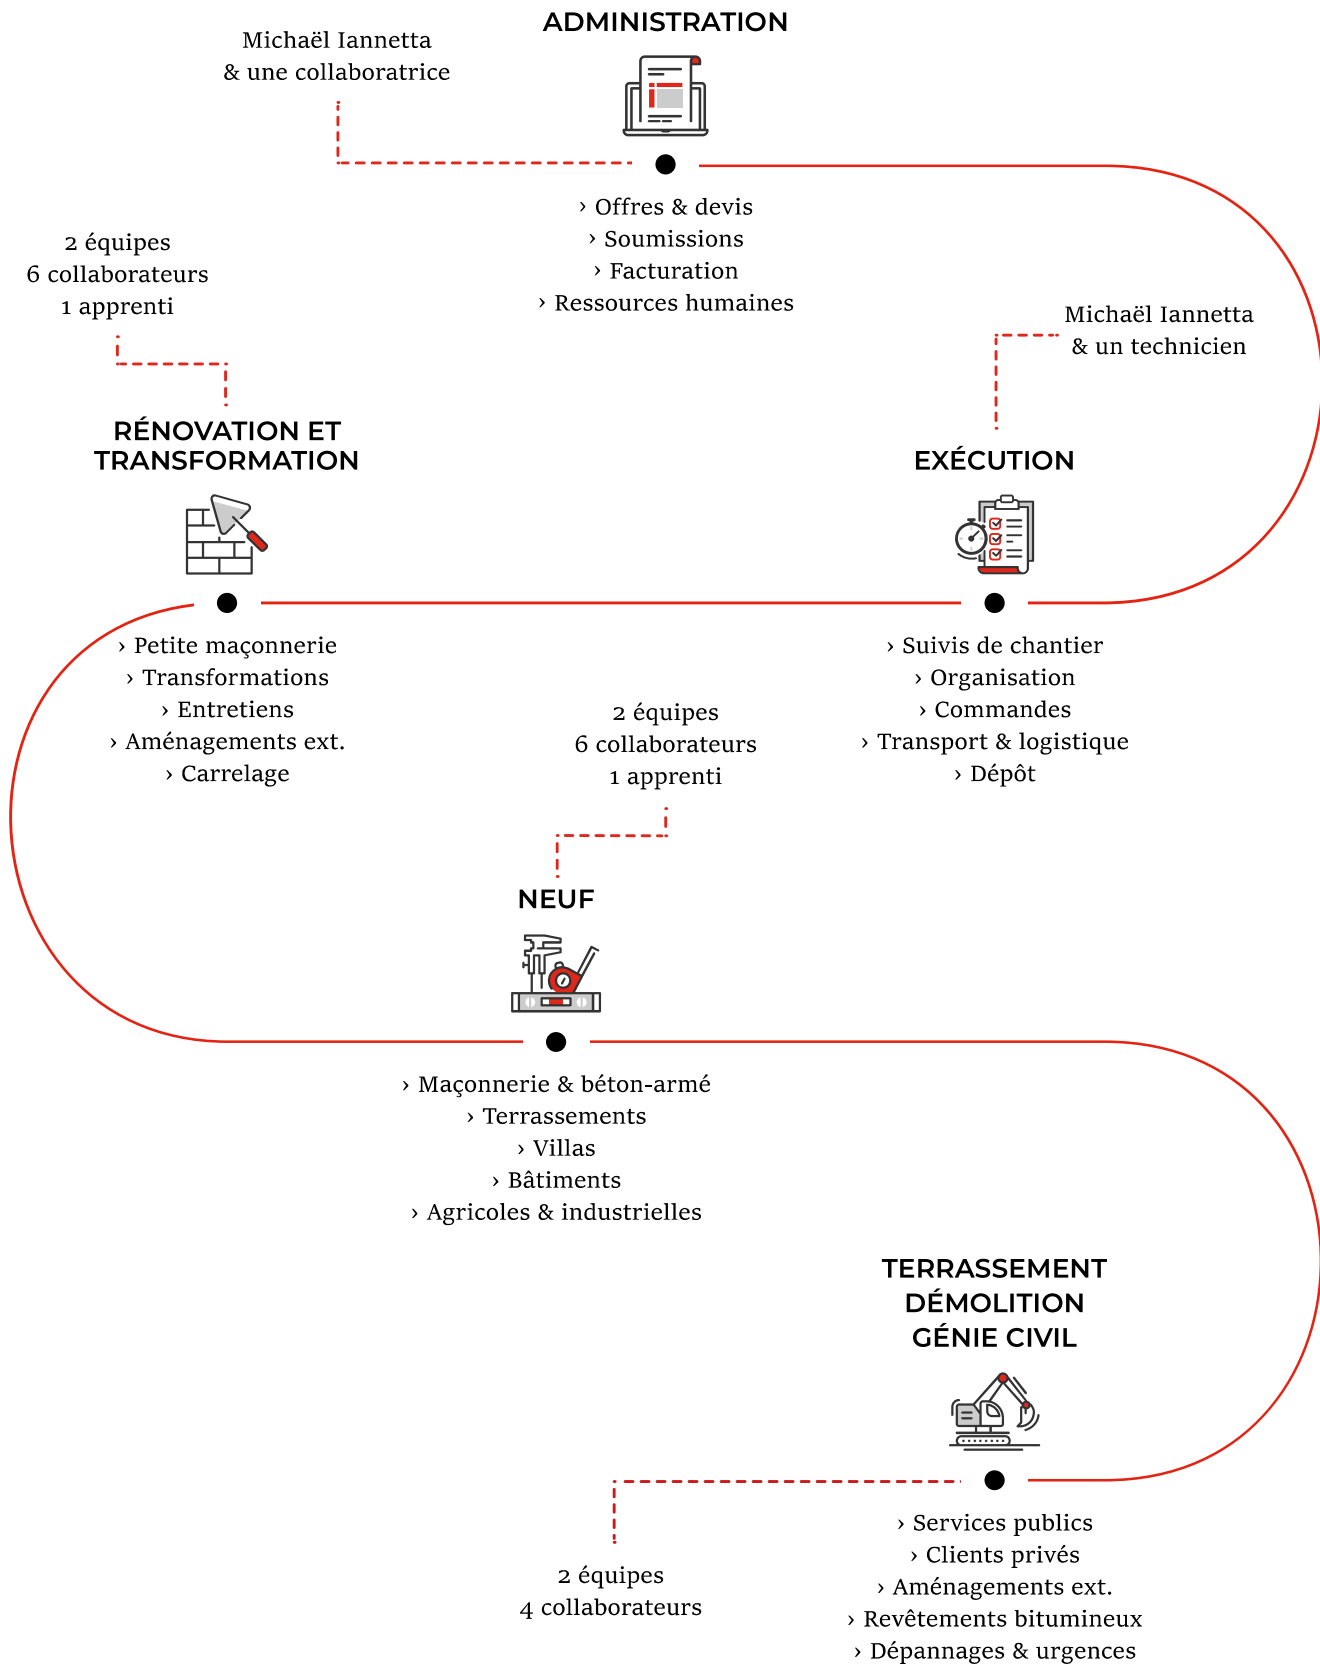 ADMINISTRATION
Michaël Iannetta
& une collaboratrice
› Offres & devis
› Soumissions
› Facturation
› Ressources humaines
Michaël Iannetta
& un technicien
EXÉCUTION
› Suivis de chantier
› Organisation
› Commandes
› Transport & logistique
› Dépôt
2 équipes
6 collaborateurs
1 apprenti
RÉNOVATION ET
TRANSFORMATION
› Petite maçonnerie
› Transformations
› Entretiens
› Aménagements ext.
› Carrelage
2 équipes
6 collaborateurs
1 apprenti
NEUF
› Maçonnerie & béton-armé
› Terrassements
› Villas
› Bâtiments
› Agricoles & industrielles
TERRASSEMENT
DÉMOLITION
GÉNIE CIVIL
› Services publics
› Clients privés
› Aménagements ext.
› Revêtements bitumineux
› Dépannages & urgences
2 équipes
4 collaborateurs